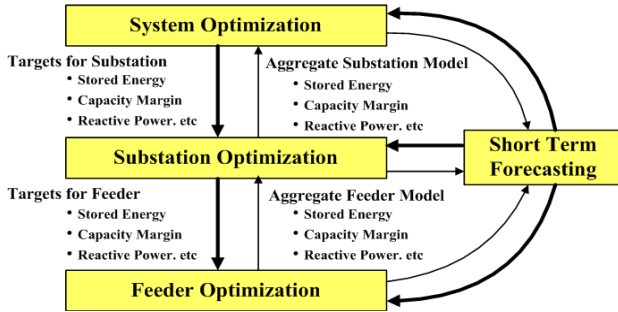 System Optimization
Targets for Substation
• Stored Energy
• Capacity Margin
• Reactive Power. etc
Aggregate Substation Model
• Stored Energy
• Capacity Margin
• Reactive Power. etc
Substation Optimization
Short Term
Forecasting
Targets for Feeder
• Stored Energy
• Capacity Margin
• Reactive Power. etc
Aggregate Feeder Model
• Stored Energy
• Capacity Margin
• Reactive Power. etc
Feeder Optimization